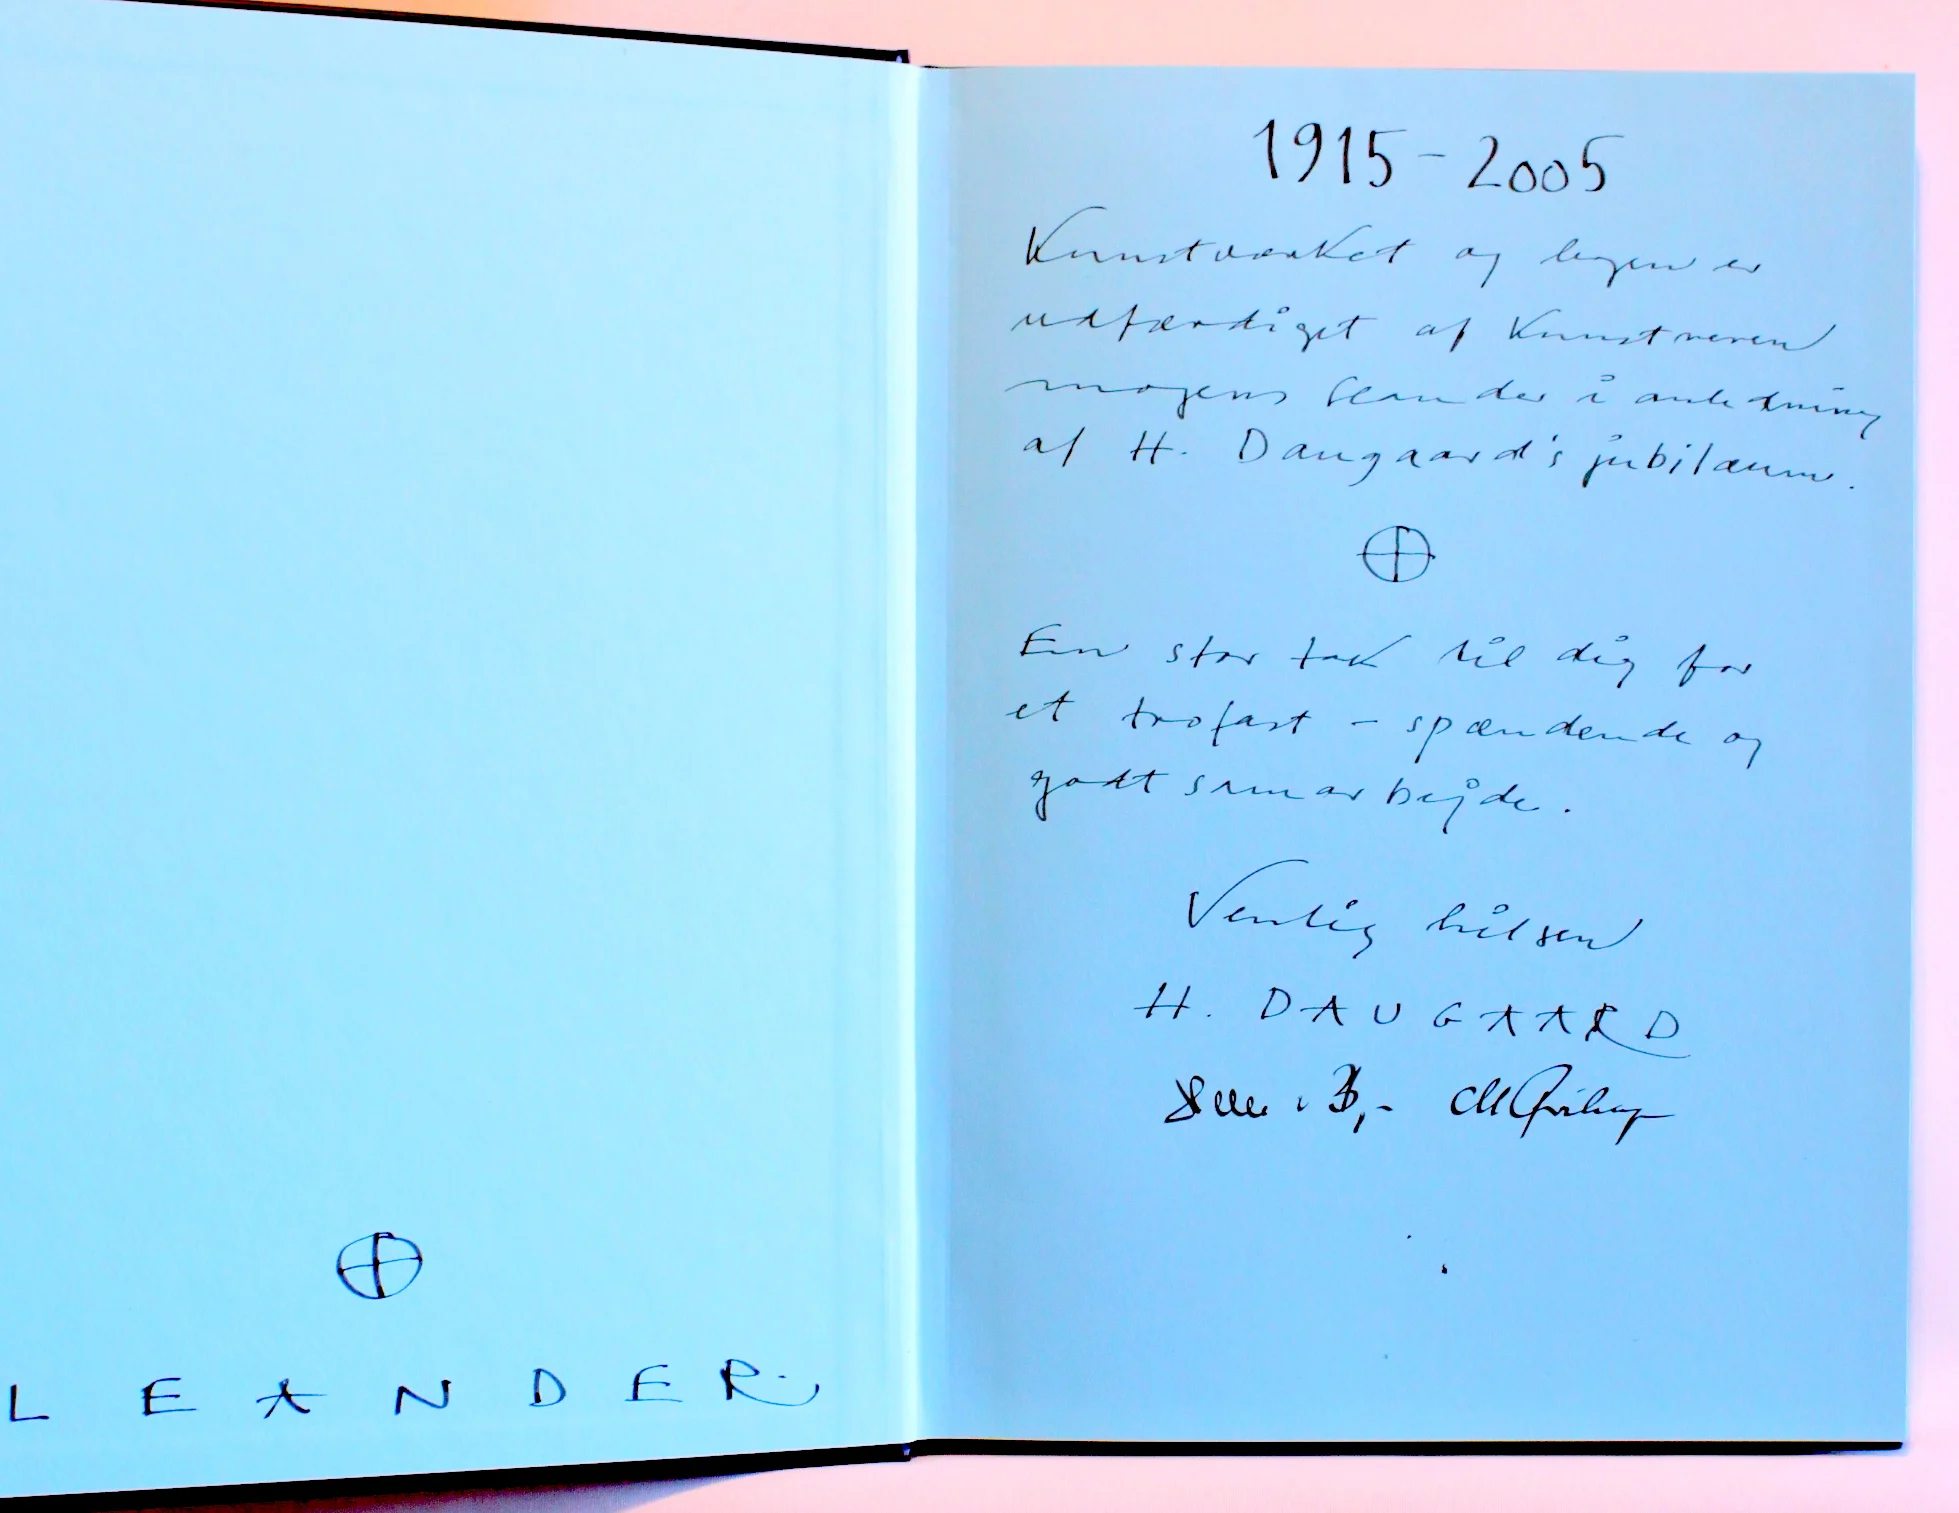 L E A N D E R
1915 - 2005
Kunstværket og bogen er
udfærdiget af Kunstneren
mogens Leander i anledning
af H. Daugaard's jubilæum.
En stor tak til dig for
et trofast - spændende og
godt samarbejde.
Venlig hilsen
H. DAUGAARD